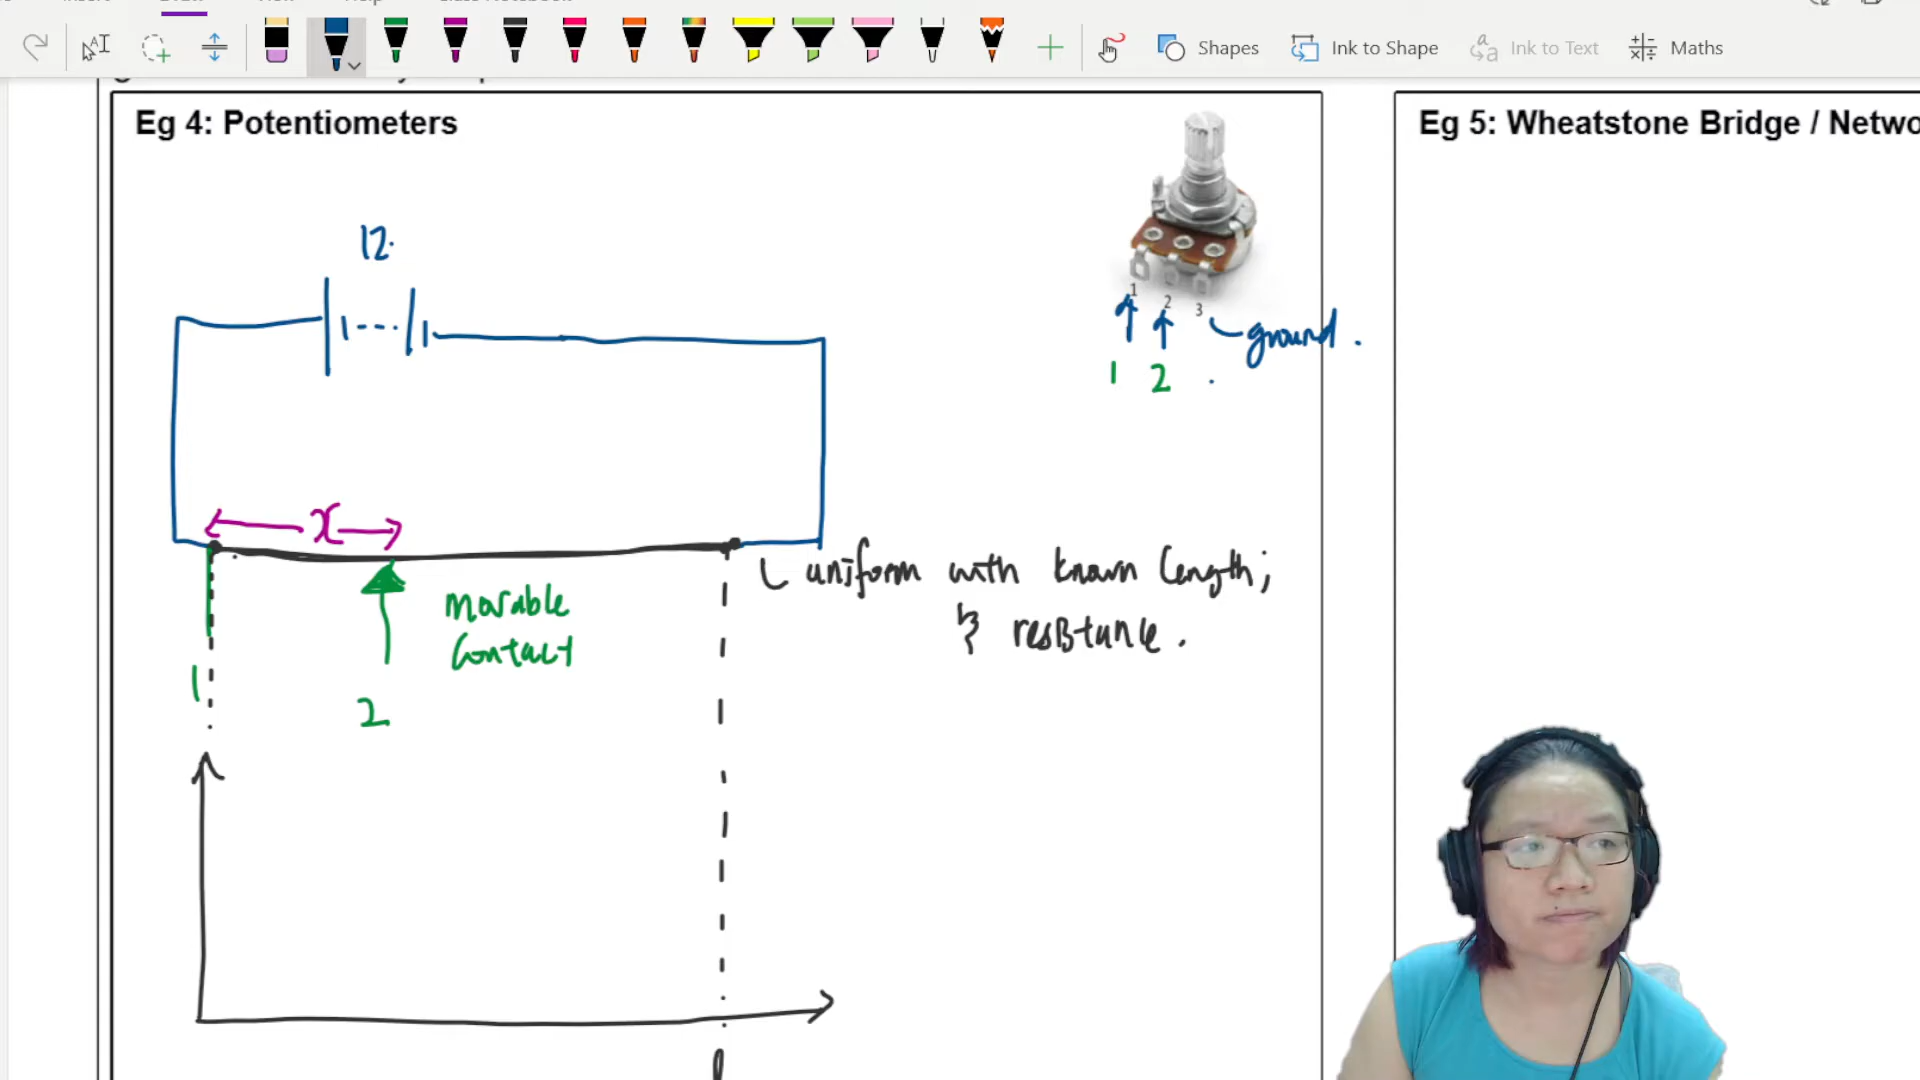 Shapes
Ink to Shape
Ink to Text
Maths
Eg 4: Potentiometers
Eg 5: Wheatstone Bridge / Netwo
12
1
2
3
ground.
1
2
x
uniform with known length;
& resistance.
movable
contact
1
2
l